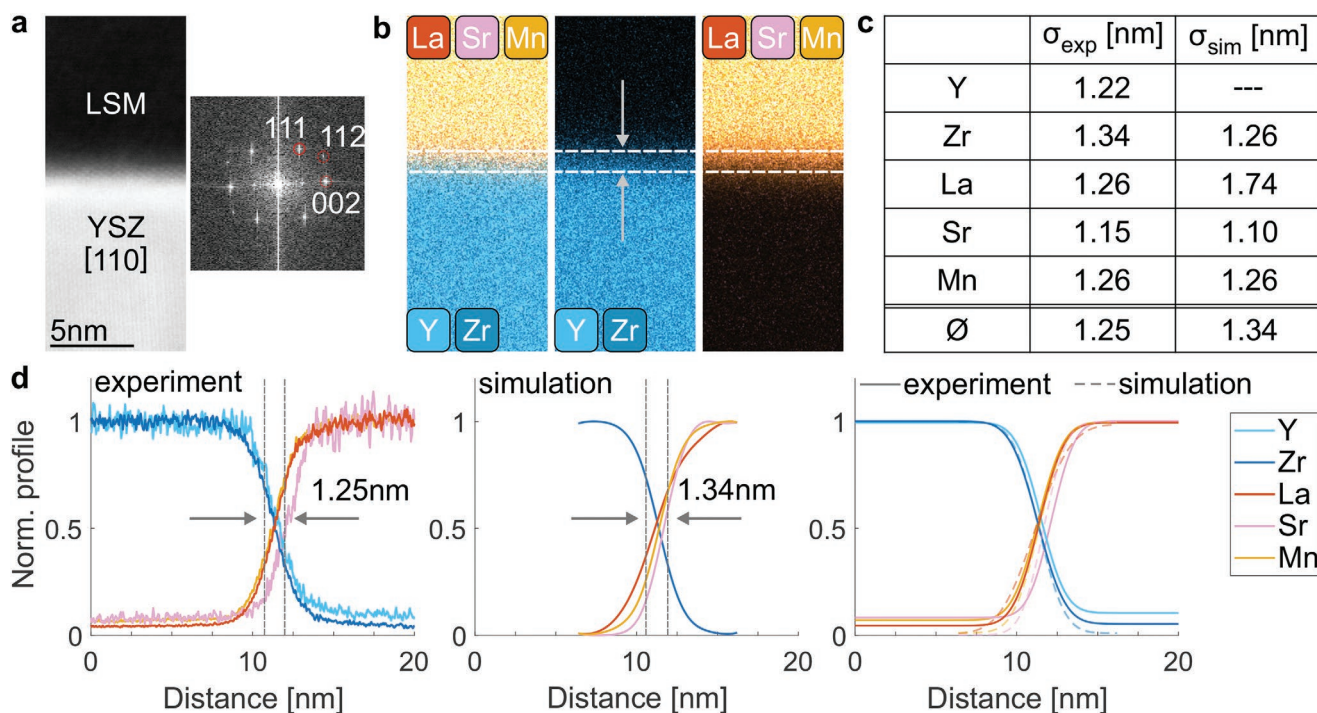 a
LSM
YSZ
[110]
5nm
111
112
002
b
La Sr Mn
La Sr Mn
Y Zr
Y Zr
c
σexp [nm] σsim [nm]
Y 1.22 ---
Zr 1.34 1.26
La 1.26 1.74
Sr 1.15 1.10
Mn 1.26 1.26
Ø 1.25 1.34
d
experiment
Norm. profile
1
0.5
0
1.25nm
0 10 20
Distance [nm]
simulation
1
0.5
0
1.34nm
0 10 20
Distance [nm]
experiment simulation
1
0.5
0
0 10 20
Distance [nm]
Y
Zr
La
Sr
Mn